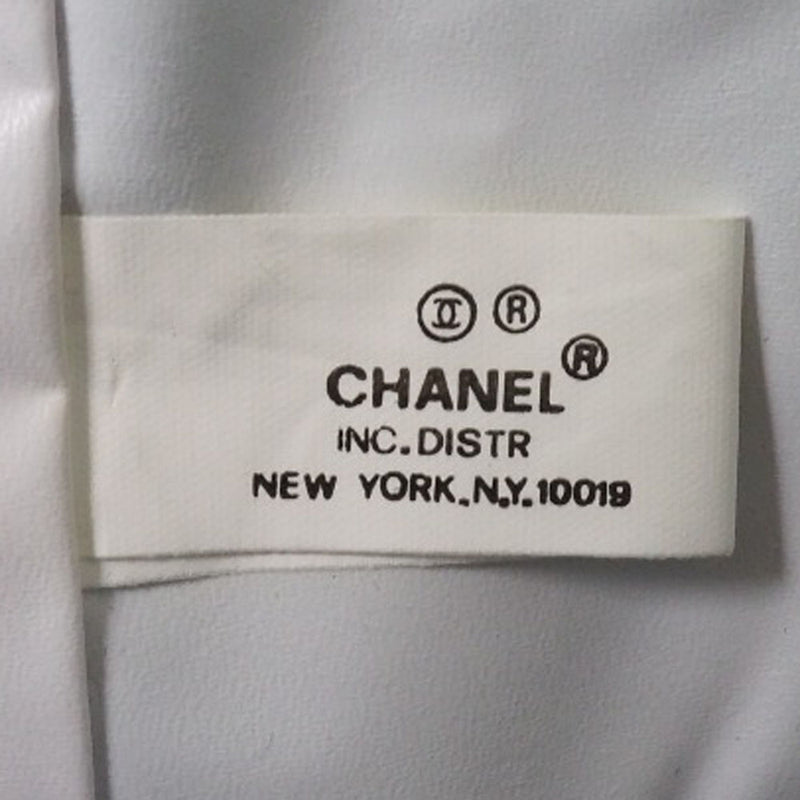 ®
CHANEL®
INC. DISTR
NEW YORK.N.Y.10019